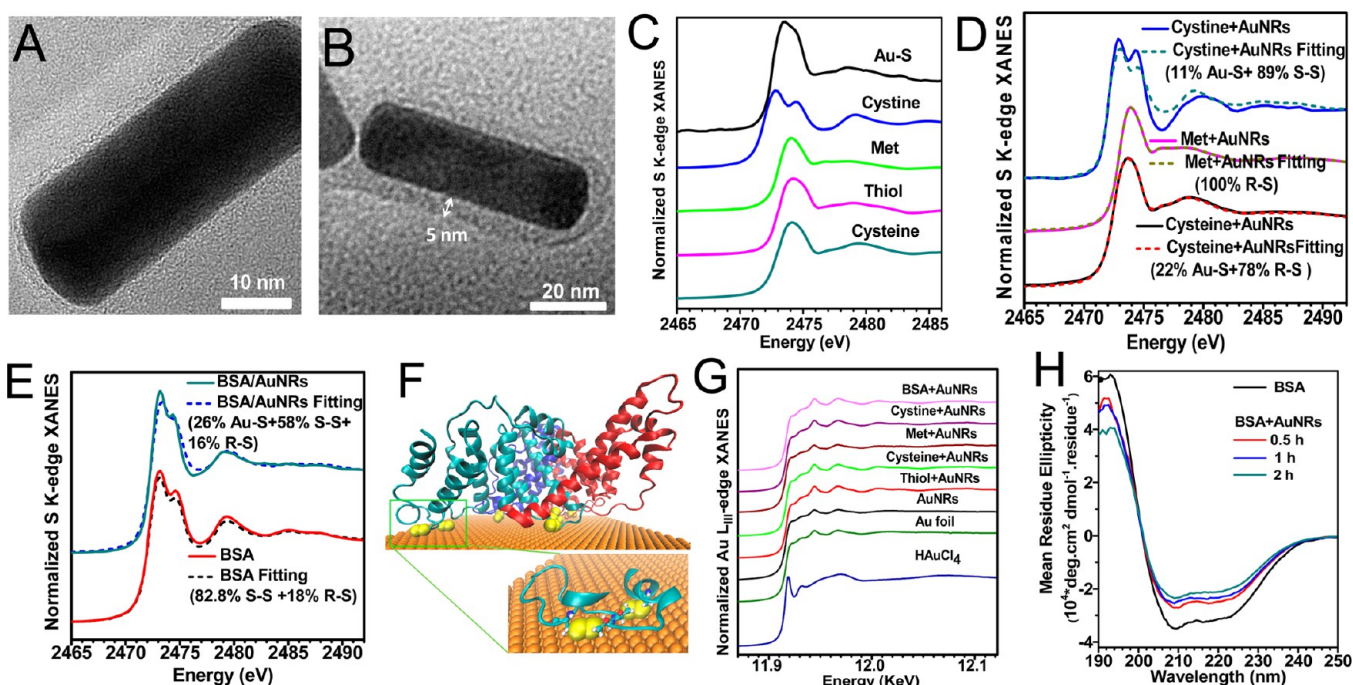 A
10 nm
B
5 nm
20 nm
C
Normalized S K-edge XANES
Au-S
Cystine
Met
Thiol
Cysteine
2465 2470 2475 2480 2485
Energy (eV)
D
Normalized S K-edge XANES
Cystine+AuNRs
Cystine+AuNRs Fitting
(11% Au-S+ 89% S-S)
Met+AuNRs
Met+AuNRs Fitting
(100% R-S)
Cysteine+AuNRs
Cysteine+AuNRsFitting
(22% Au-S+78% R-S )
2465 2470 2475 2480 2485 2490
Energy (eV)
E
Normalized S K-edge XANES
BSA/AuNRs
BSA/AuNRs Fitting
(26% Au-S+58% S-S+
16% R-S)
BSA
BSA Fitting
(82.8% S-S +18% R-S)
2465 2470 2475 2480 2485 2490
Energy (eV)
F
G
Normalized Au LIII-edge XANES
BSA+AuNRs
Cystine+AuNRs
Met+AuNRs
Cysteine+AuNRs
Thiol+AuNRs
AuNRs
Au foil
HAuCl4
11.9 12.0 12.1
Energy (KeV)
H
Mean Residue Ellipticity
(10⁴*deg.cm² dmol⁻¹.residue⁻¹)
6
4
2
0
-2
-4
BSA
BSA+AuNRs
0.5 h
1 h
2 h
190 200 210 220 230 240 250
Wavelength (nm)